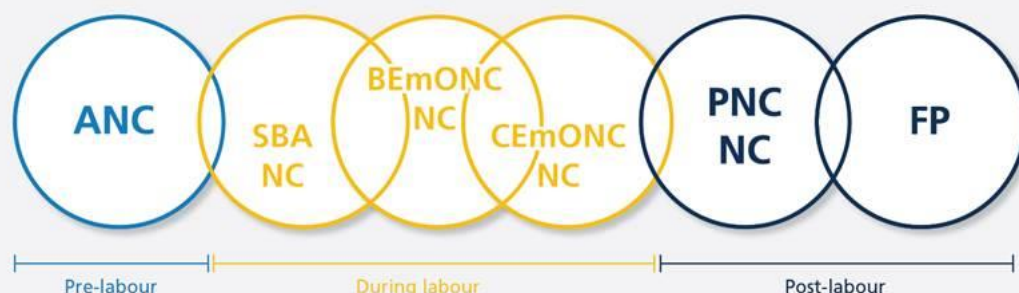 ANC
SBA
NC
BEmONC
NC
CEmONC
NC
PNC
NC
FP
Pre-labour
During labour
Post-labour